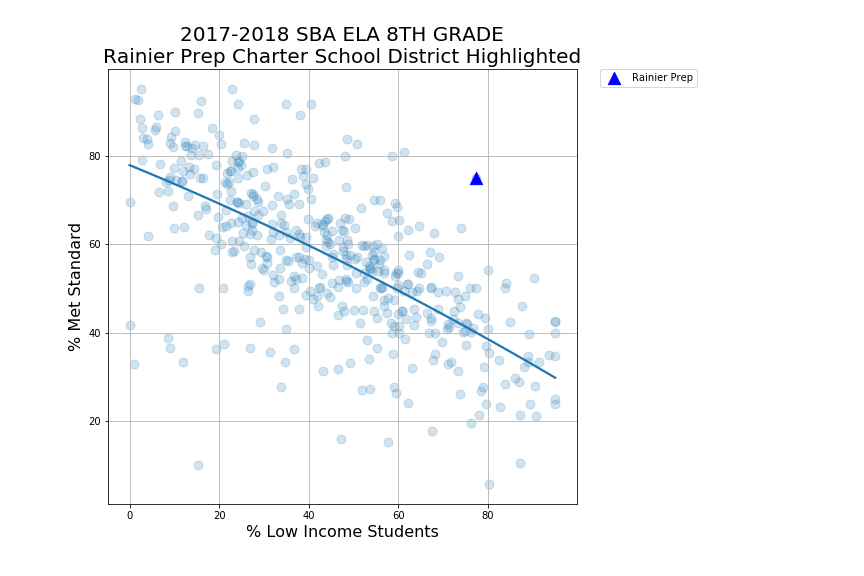 2017-2018 SBA ELA 8TH GRADE
Rainier Prep Charter School District Highlighted
Rainier Prep
% Met Standard
80
60
40
20
0
20
40
60
80
% Low Income Students